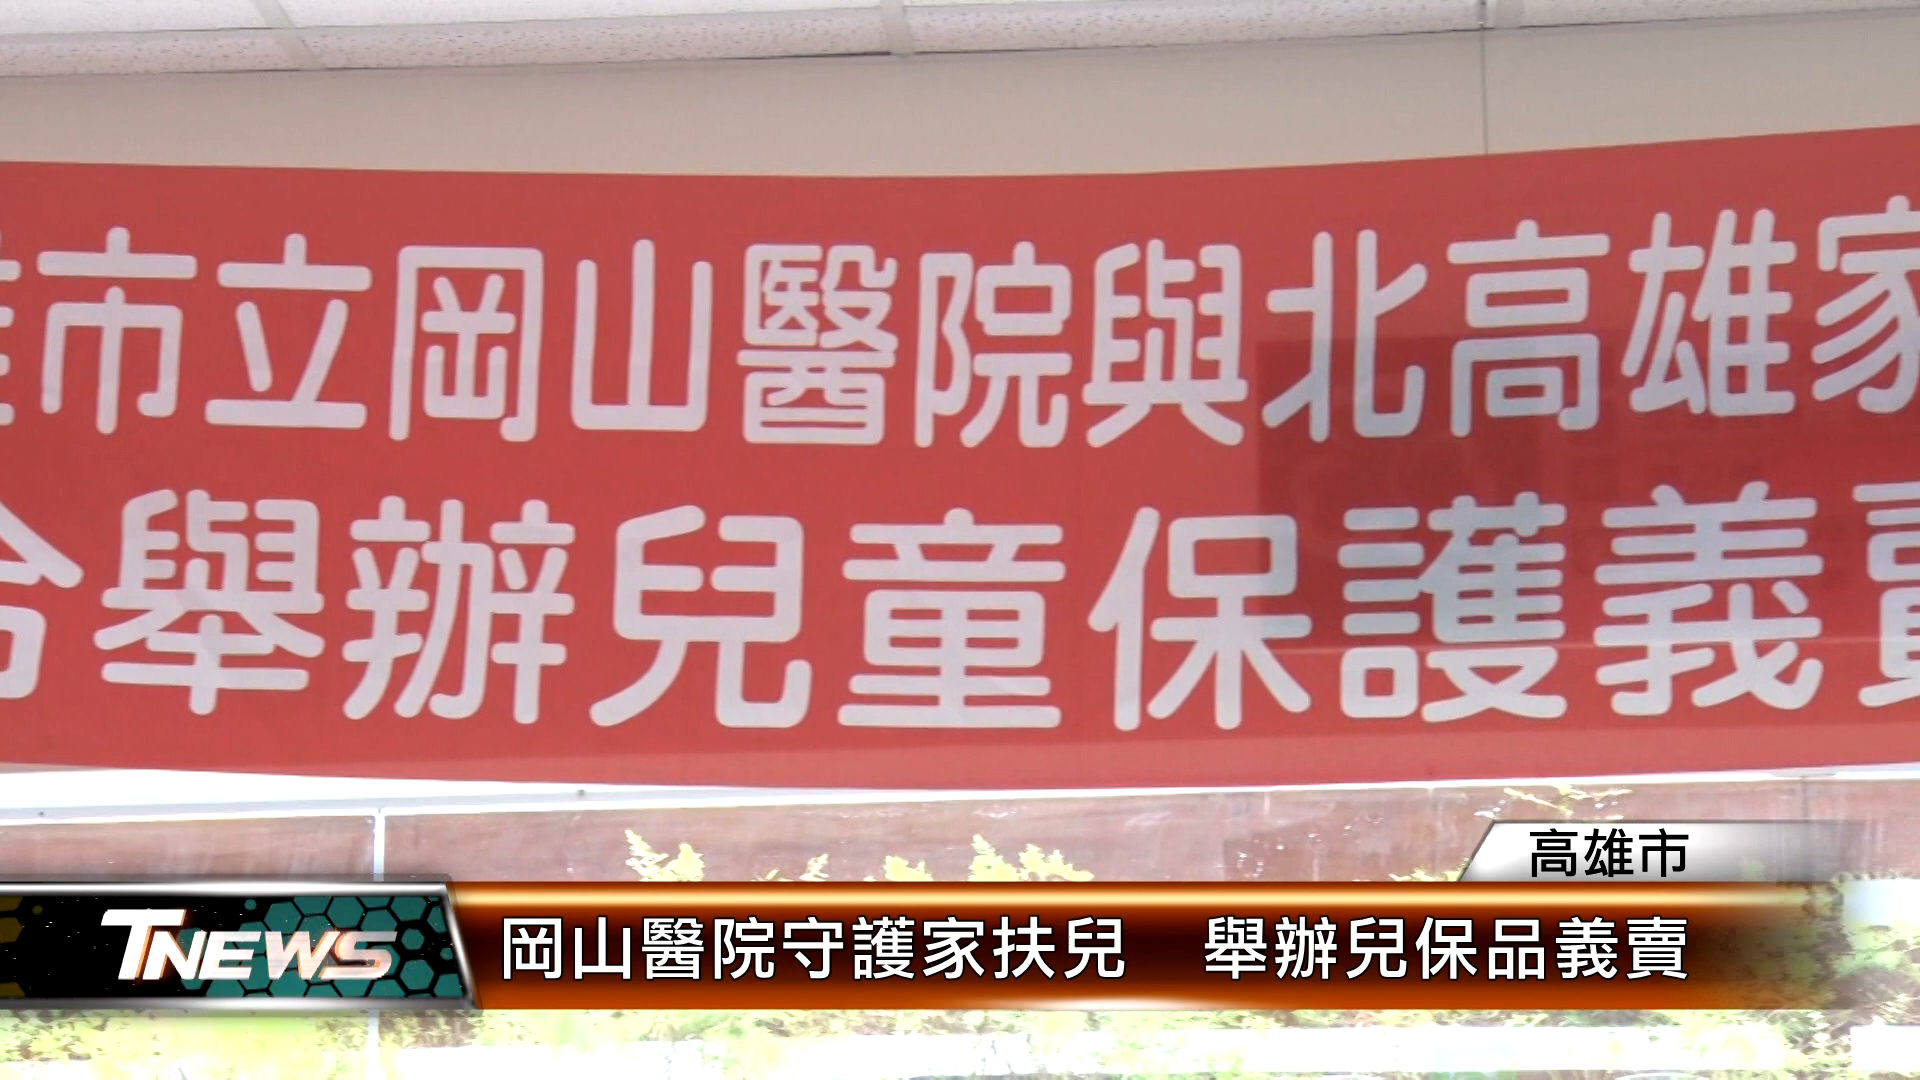 市立岡山醫院與北高雄家
合舉辦兒童保護義賣
高雄市
TNEWS
岡山醫院守護家扶兒 舉辦兒保品義賣